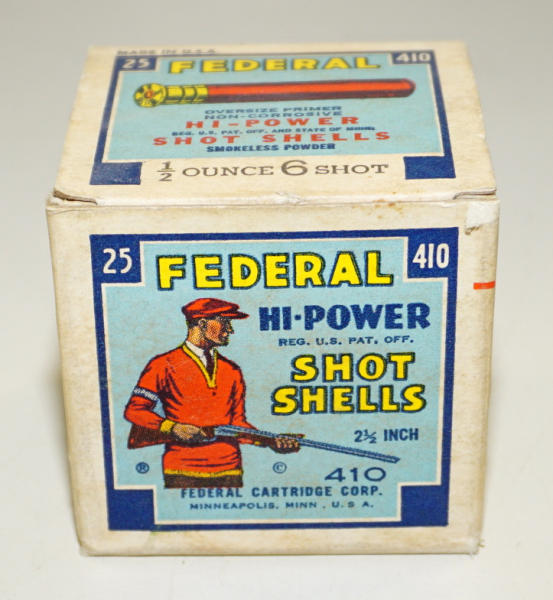 MADE IN U.S.A.
25 FEDERAL 410
OVERSIZE PRIMER
NON-CORROSIVE
HI-POWER
REG. U.S. PAT. OFF. AND STATE OF MINN.
SHOT SHELLS
SMOKELESS POWDER
½ OUNCE 6 SHOT
25 FEDERAL 410
HI-POWER
REG. U.S. PAT. OFF.
SHOT
SHELLS
HI-POWER
2½ INCH
® © 410
FEDERAL CARTRIDGE CORP.
MINNEAPOLIS, MINN., U.S.A.